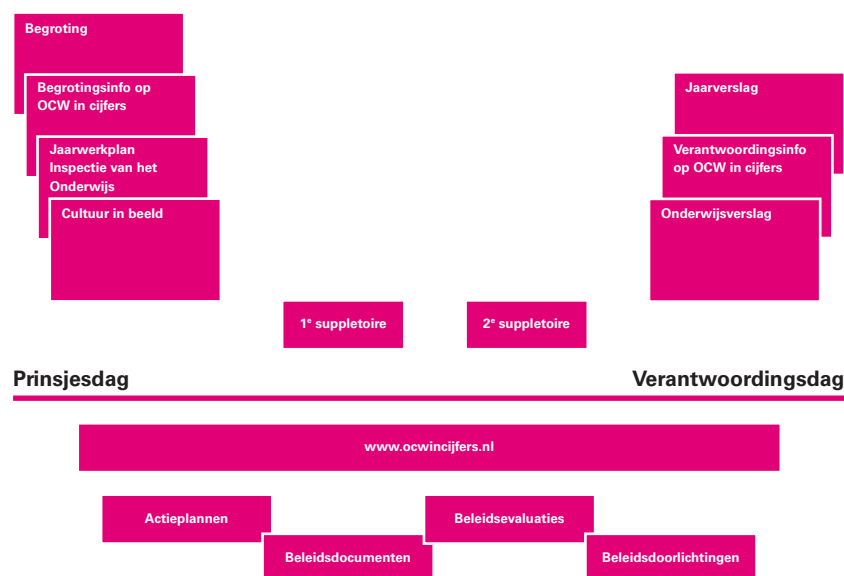 Begroting
Begrotingsinfo op
OCW in cijfers
Jaarwerkplan
Inspectie van het
Onderwijs
Cultuur in beeld
Jaarverslag
Verantwoordingsinfo
op OCW in cijfers
Onderwijsverslag
1e suppletoire
2e suppletoire
Prinsjesdag
Verantwoordingsdag
www.ocwincijfers.nl
Actieplannen
Beleidsevaluaties
Beleidsdocumenten
Beleidsdoorlichtingen